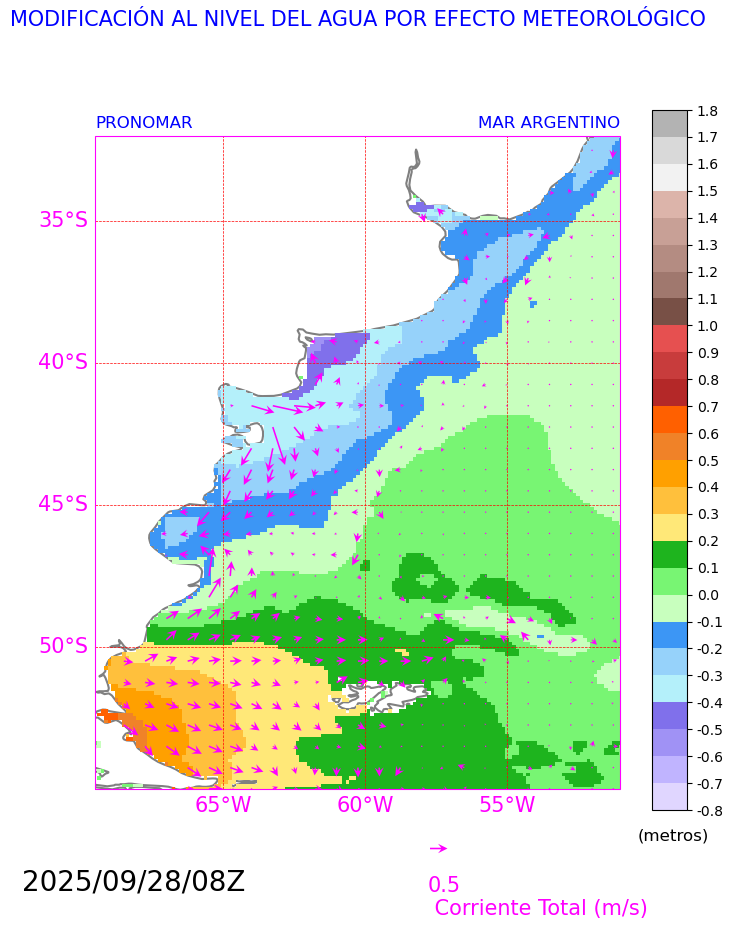 MODIFICACIÓN AL NIVEL DEL AGUA POR EFECTO METEOROLÓGICO
PRONOMAR MAR ARGENTINO
35°S
40°S
45°S
50°S
65°W 60°W 55°W
1.8
1.7
1.6
1.5
1.4
1.3
1.2
1.1
1.0
0.9
0.8
0.7
0.6
0.5
0.4
0.3
0.2
0.1
0.0
-0.1
-0.2
-0.3
-0.4
-0.5
-0.6
-0.7
-0.8
(metros)
2025/09/28/08Z
0.5
Corriente Total (m/s)